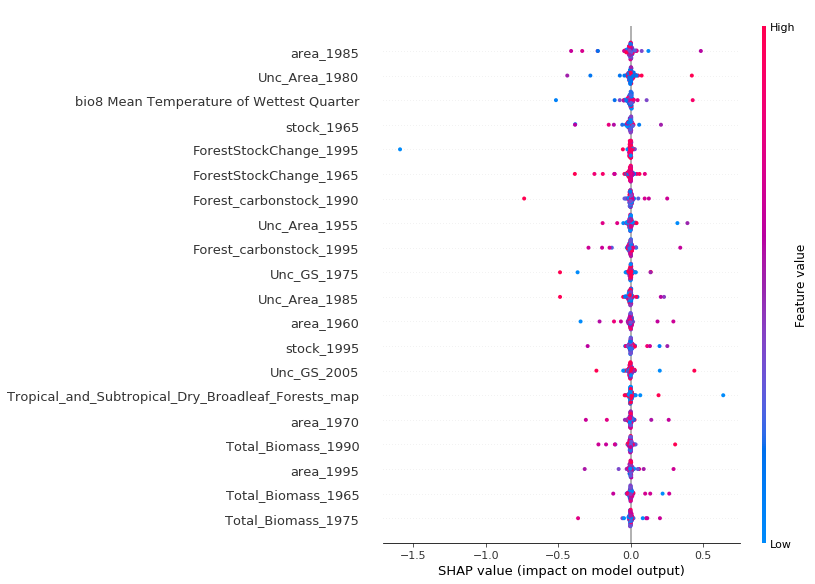 High
area_1985
Unc_Area_1980
bio8 Mean Temperature of Wettest Quarter
stock_1965
ForestStockChange_1995
ForestStockChange_1965
Forest_carbonstock_1990
Unc_Area_1955
Forest_carbonstock_1995
Unc_GS_1975
Unc_Area_1985
area_1960
stock_1995
Unc_GS_2005
Tropical_and_Subtropical_Dry_Broadleaf_Forests_map
area_1970
Total_Biomass_1990
area_1995
Total_Biomass_1965
Total_Biomass_1975
Feature value
Low
−1.5 −1.0 −0.5 0.0 0.5
SHAP value (impact on model output)